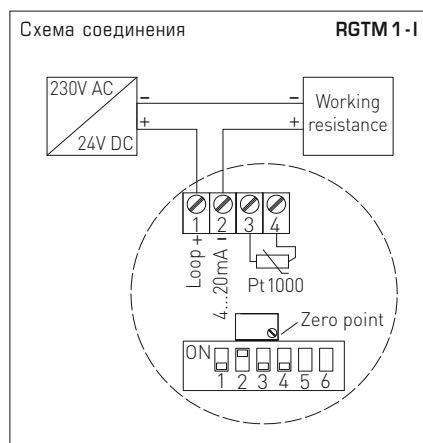 Схема соединения RGTM 1-I
230V AC
24V DC
–
+
–
+
Working
resistance
1 2 3 4
Loop +
4...20mA –
Pt1000
Zero point
ON
1 2 3 4 5 6